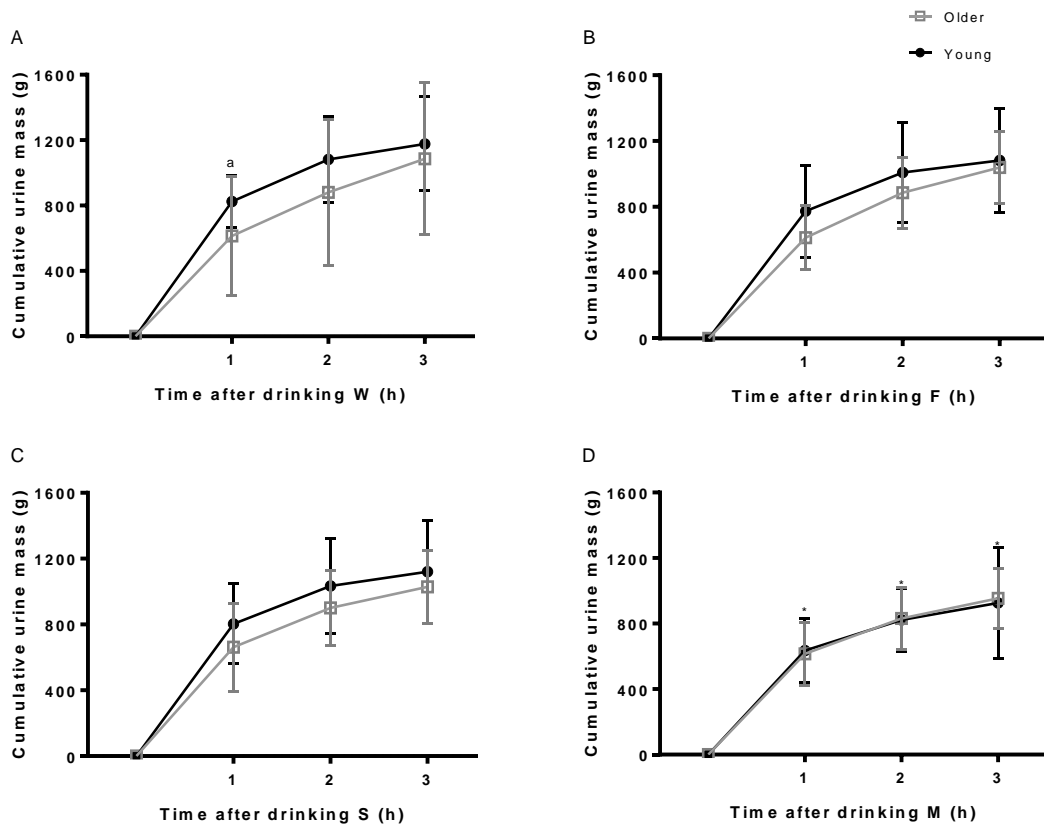 Older
Young
A
Cumulative urine mass (g)
1600
1200
800
400
0
a
1 2 3
Time after drinking W (h)
B
Cumulative urine mass (g)
1600
1200
800
400
0
1 2 3
Time after drinking F (h)
C
Cumulative urine mass (g)
1600
1200
800
400
0
1 2 3
Time after drinking S (h)
D
Cumulative urine mass (g)
1600
1200
800
400
0
* * *
1 2 3
Time after drinking M (h)